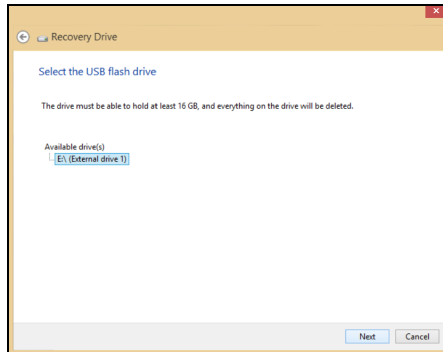 Recovery Drive
Select the USB flash drive
The drive must be able to hold at least 16 GB, and everything on the drive will be deleted.
Available drive(s)
E:\ (External drive 1)
Next Cancel